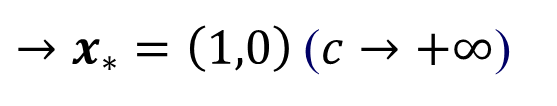 → 𝒙∗ = (1,0) (𝑐 → +∞)